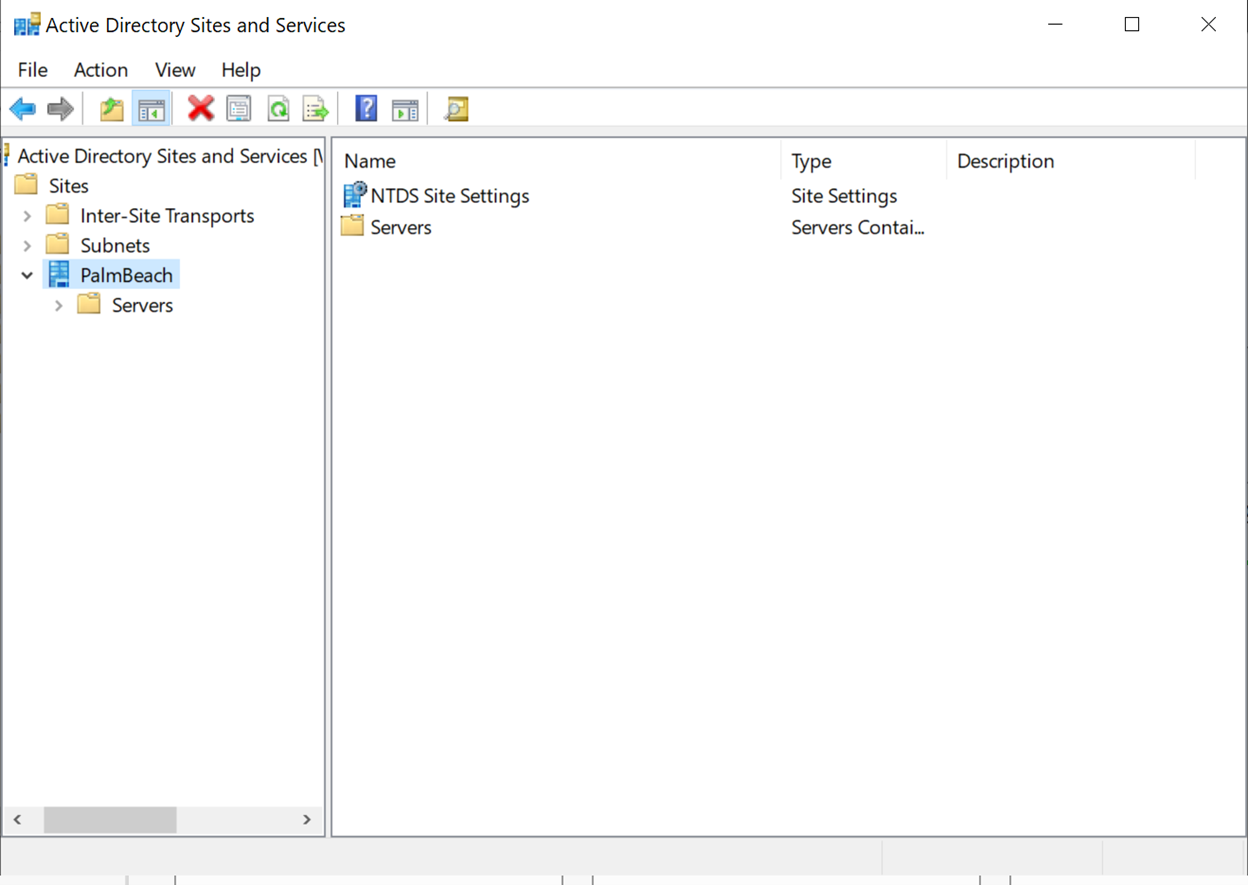 Active Directory Sites and Services
File Action View Help
Active Directory Sites and Services [
Sites
Inter-Site Transports
Subnets
PalmBeach
Servers
Name Type Description
NTDS Site Settings Site Settings
Servers Servers Contai...